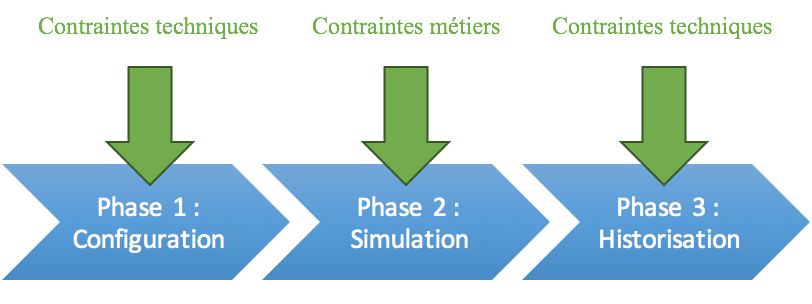 Contraintes techniques
Contraintes métiers
Contraintes techniques
Phase 1 :
Configuration
Phase 2 :
Simulation
Phase 3 :
Historisation